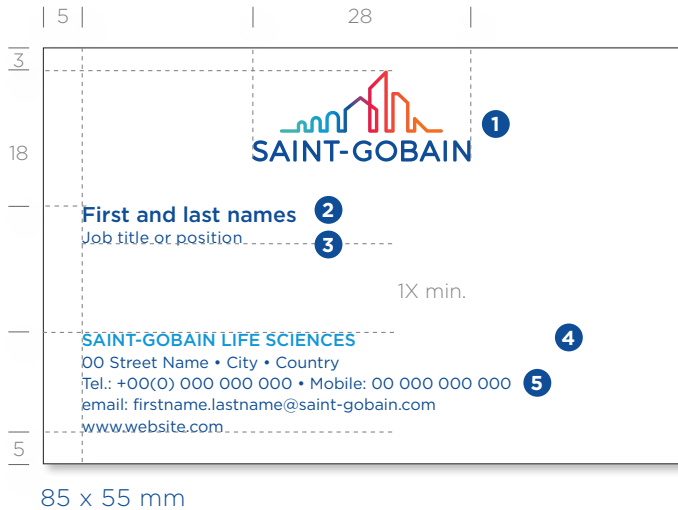 5 28
3
SAINT-GOBAIN 1
18
First and last names 2
Job title or position 3
1X min.
SAINT-GOBAIN LIFE SCIENCES 4
00 Street Name • City • Country
Tel.: +00(0) 000 000 000 • Mobile: 00 000 000 000 5
email: firstname.lastname@saint-gobain.com
www.website.com
5
85 x 55 mm